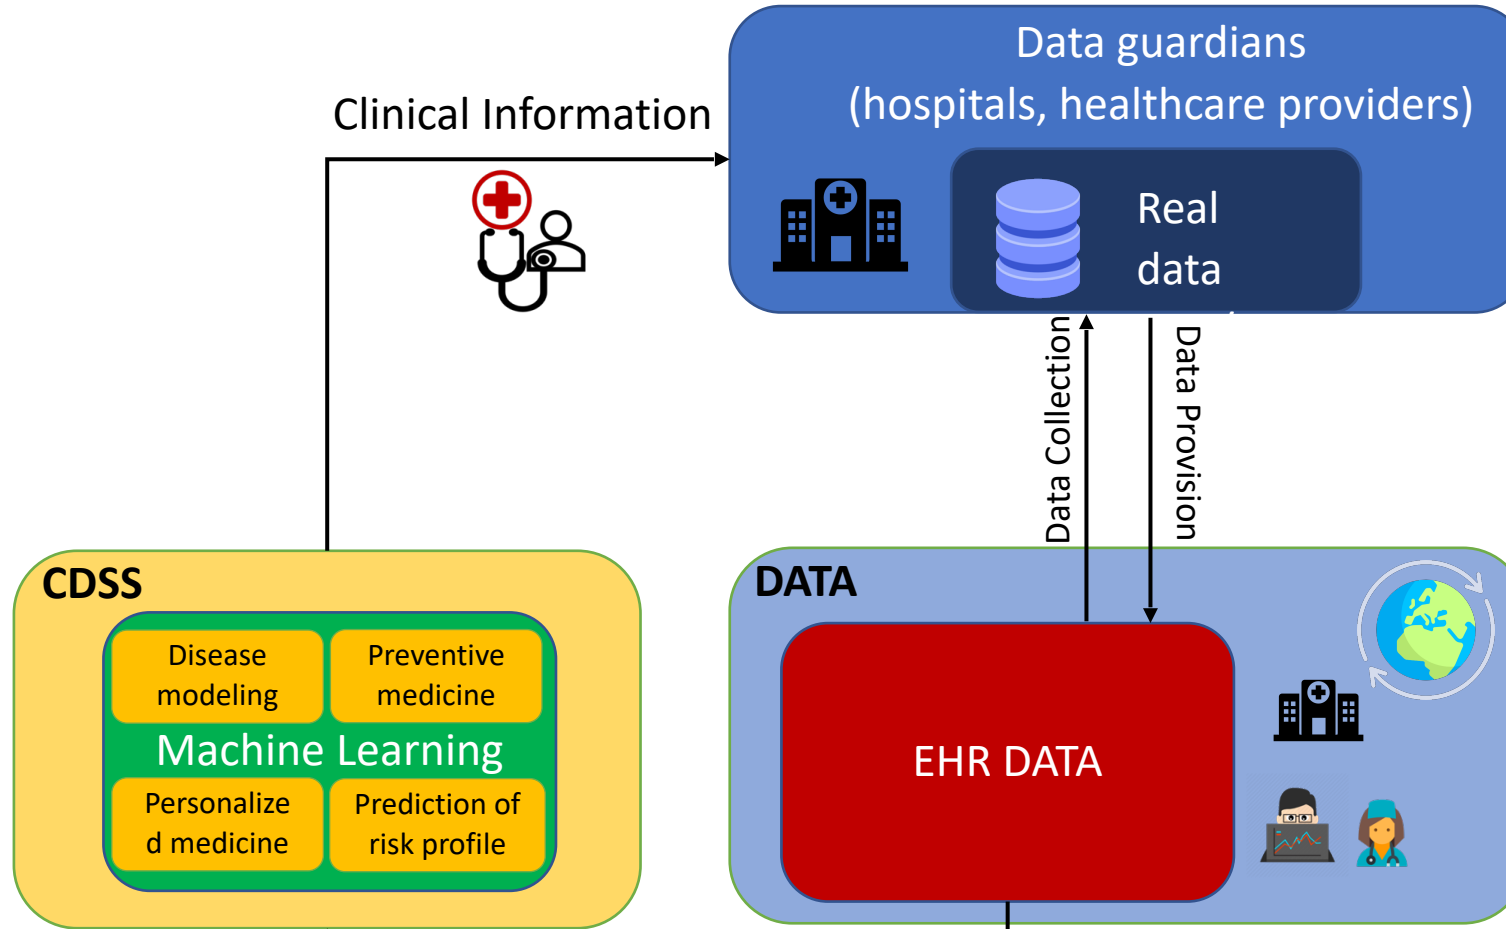 Data guardians
(hospitals, healthcare providers)
Clinical Information
Real
data
Data Collection
Data Provision
CDSS
Disease
modeling
Preventive
medicine
Machine Learning
Personalize
d medicine
Prediction of
risk profile
DATA
EHR DATA